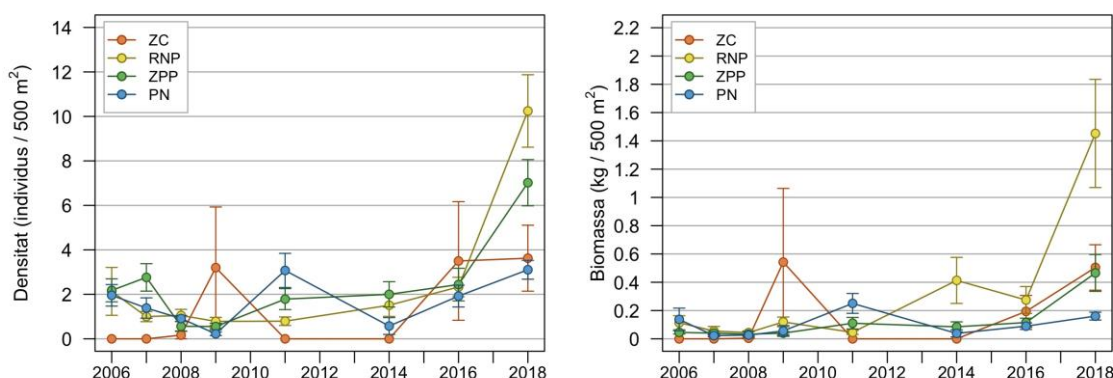 Densitat (individus / 500 m²)
14
12
10
8
6
4
2
0
ZC
RNP
ZPP
PN
2006 2008 2010 2012 2014 2016 2018
Biomassa (kg / 500 m²)
2.2
2
1.8
1.6
1.4
1.2
1
0.8
0.6
0.4
0.2
0
ZC
RNP
ZPP
PN
2006 2008 2010 2012 2014 2016 2018